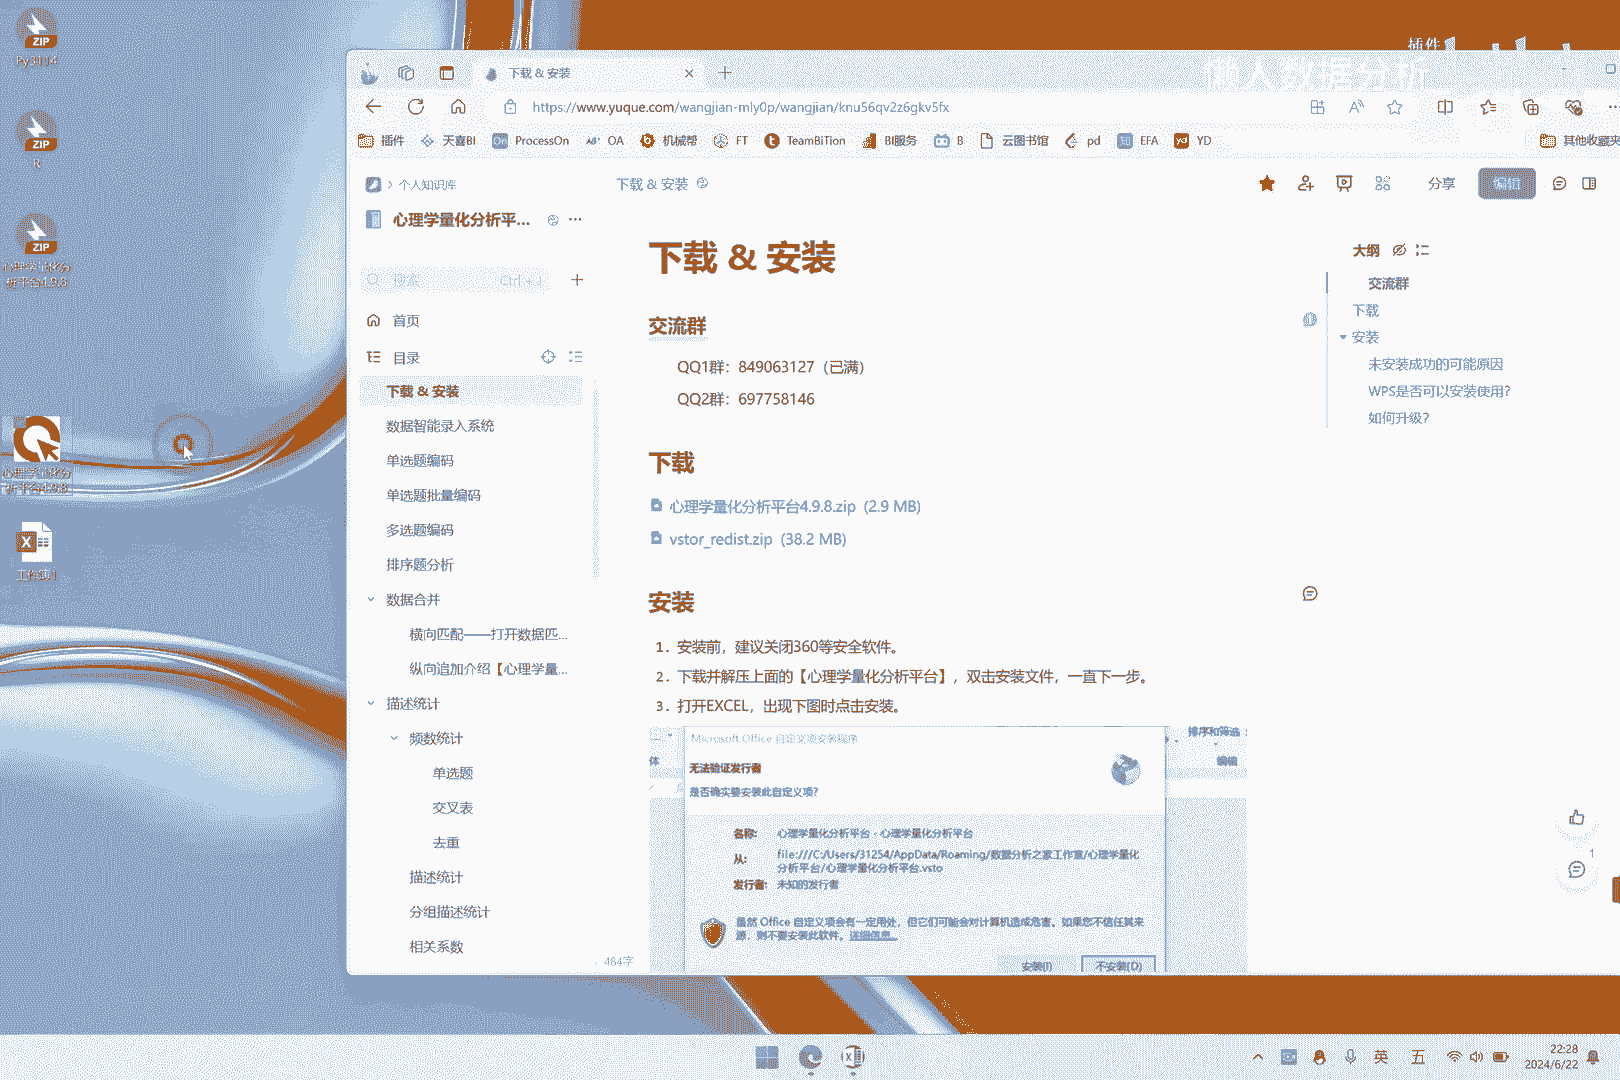 ZIP
Py3114
ZIP
R
ZIP
心理学量化分
析平台4.9.8
心理学量化分
析平台4.9.8
工作簿1
插件
懒人数据分析
下载 & 安装
https://www.yuque.com/wangjian-mly0p/wangjian/knu56qv2z6gkv5fx
插件
天喜BI
On ProcessOn
OA
机械帮
FT
TeamBiTion
BI服务
B
云图书馆
pd
知 EFA
yd YD
其他收藏夹
个人知识库
下载 & 安装
分享
编辑
心理学量化分析平...
搜索
Ctrl + J
首页
目录
下载 & 安装
数据智能录入系统
单选题编码
单选题批量编码
多选题编码
排序题分析
数据合并
横向匹配——打开数据匹...
纵向追加介绍【心理学量...
描述统计
频数统计
单选题
交叉表
去重
描述统计
分组描述统计
相关系数
484字
下载 & 安装
交流群
QQ1群：849063127（已满）
QQ2群：697758146
下载
心理学量化分析平台4.9.8.zip (2.9 MB)
vstor_redist.zip (38.2 MB)
安装
1. 安装前，建议关闭360等安全软件。
2. 下载并解压上面的【心理学量化分析平台】，双击安装文件，一直下一步。
3. 打开EXCEL，出现下图时点击安装。
体
排序和筛选
编辑
Microsoft Office 自定义项安装程序
无法验证发行者
是否确实要安装此自定义项?
名称: 心理学量化分析平台 - 心理学量化分析平台
从: file:///C:/Users/31254/AppData/Roaming/数据分析之家工作室/心理学量化
分析平台/心理学量化分析平台.vsto
发行者: 未知的发行者
虽然 Office 自定义项会有一定用处，但它们可能会对计算机造成危害。如果您不信任其来
源，则不要安装此软件。详细信息...
安装(I)
不安装(D)
大纲
交流群
下载
安装
未安装成功的可能原因
WPS是否可以安装使用?
如何升级?
1
英
五
22:28
2024/6/22